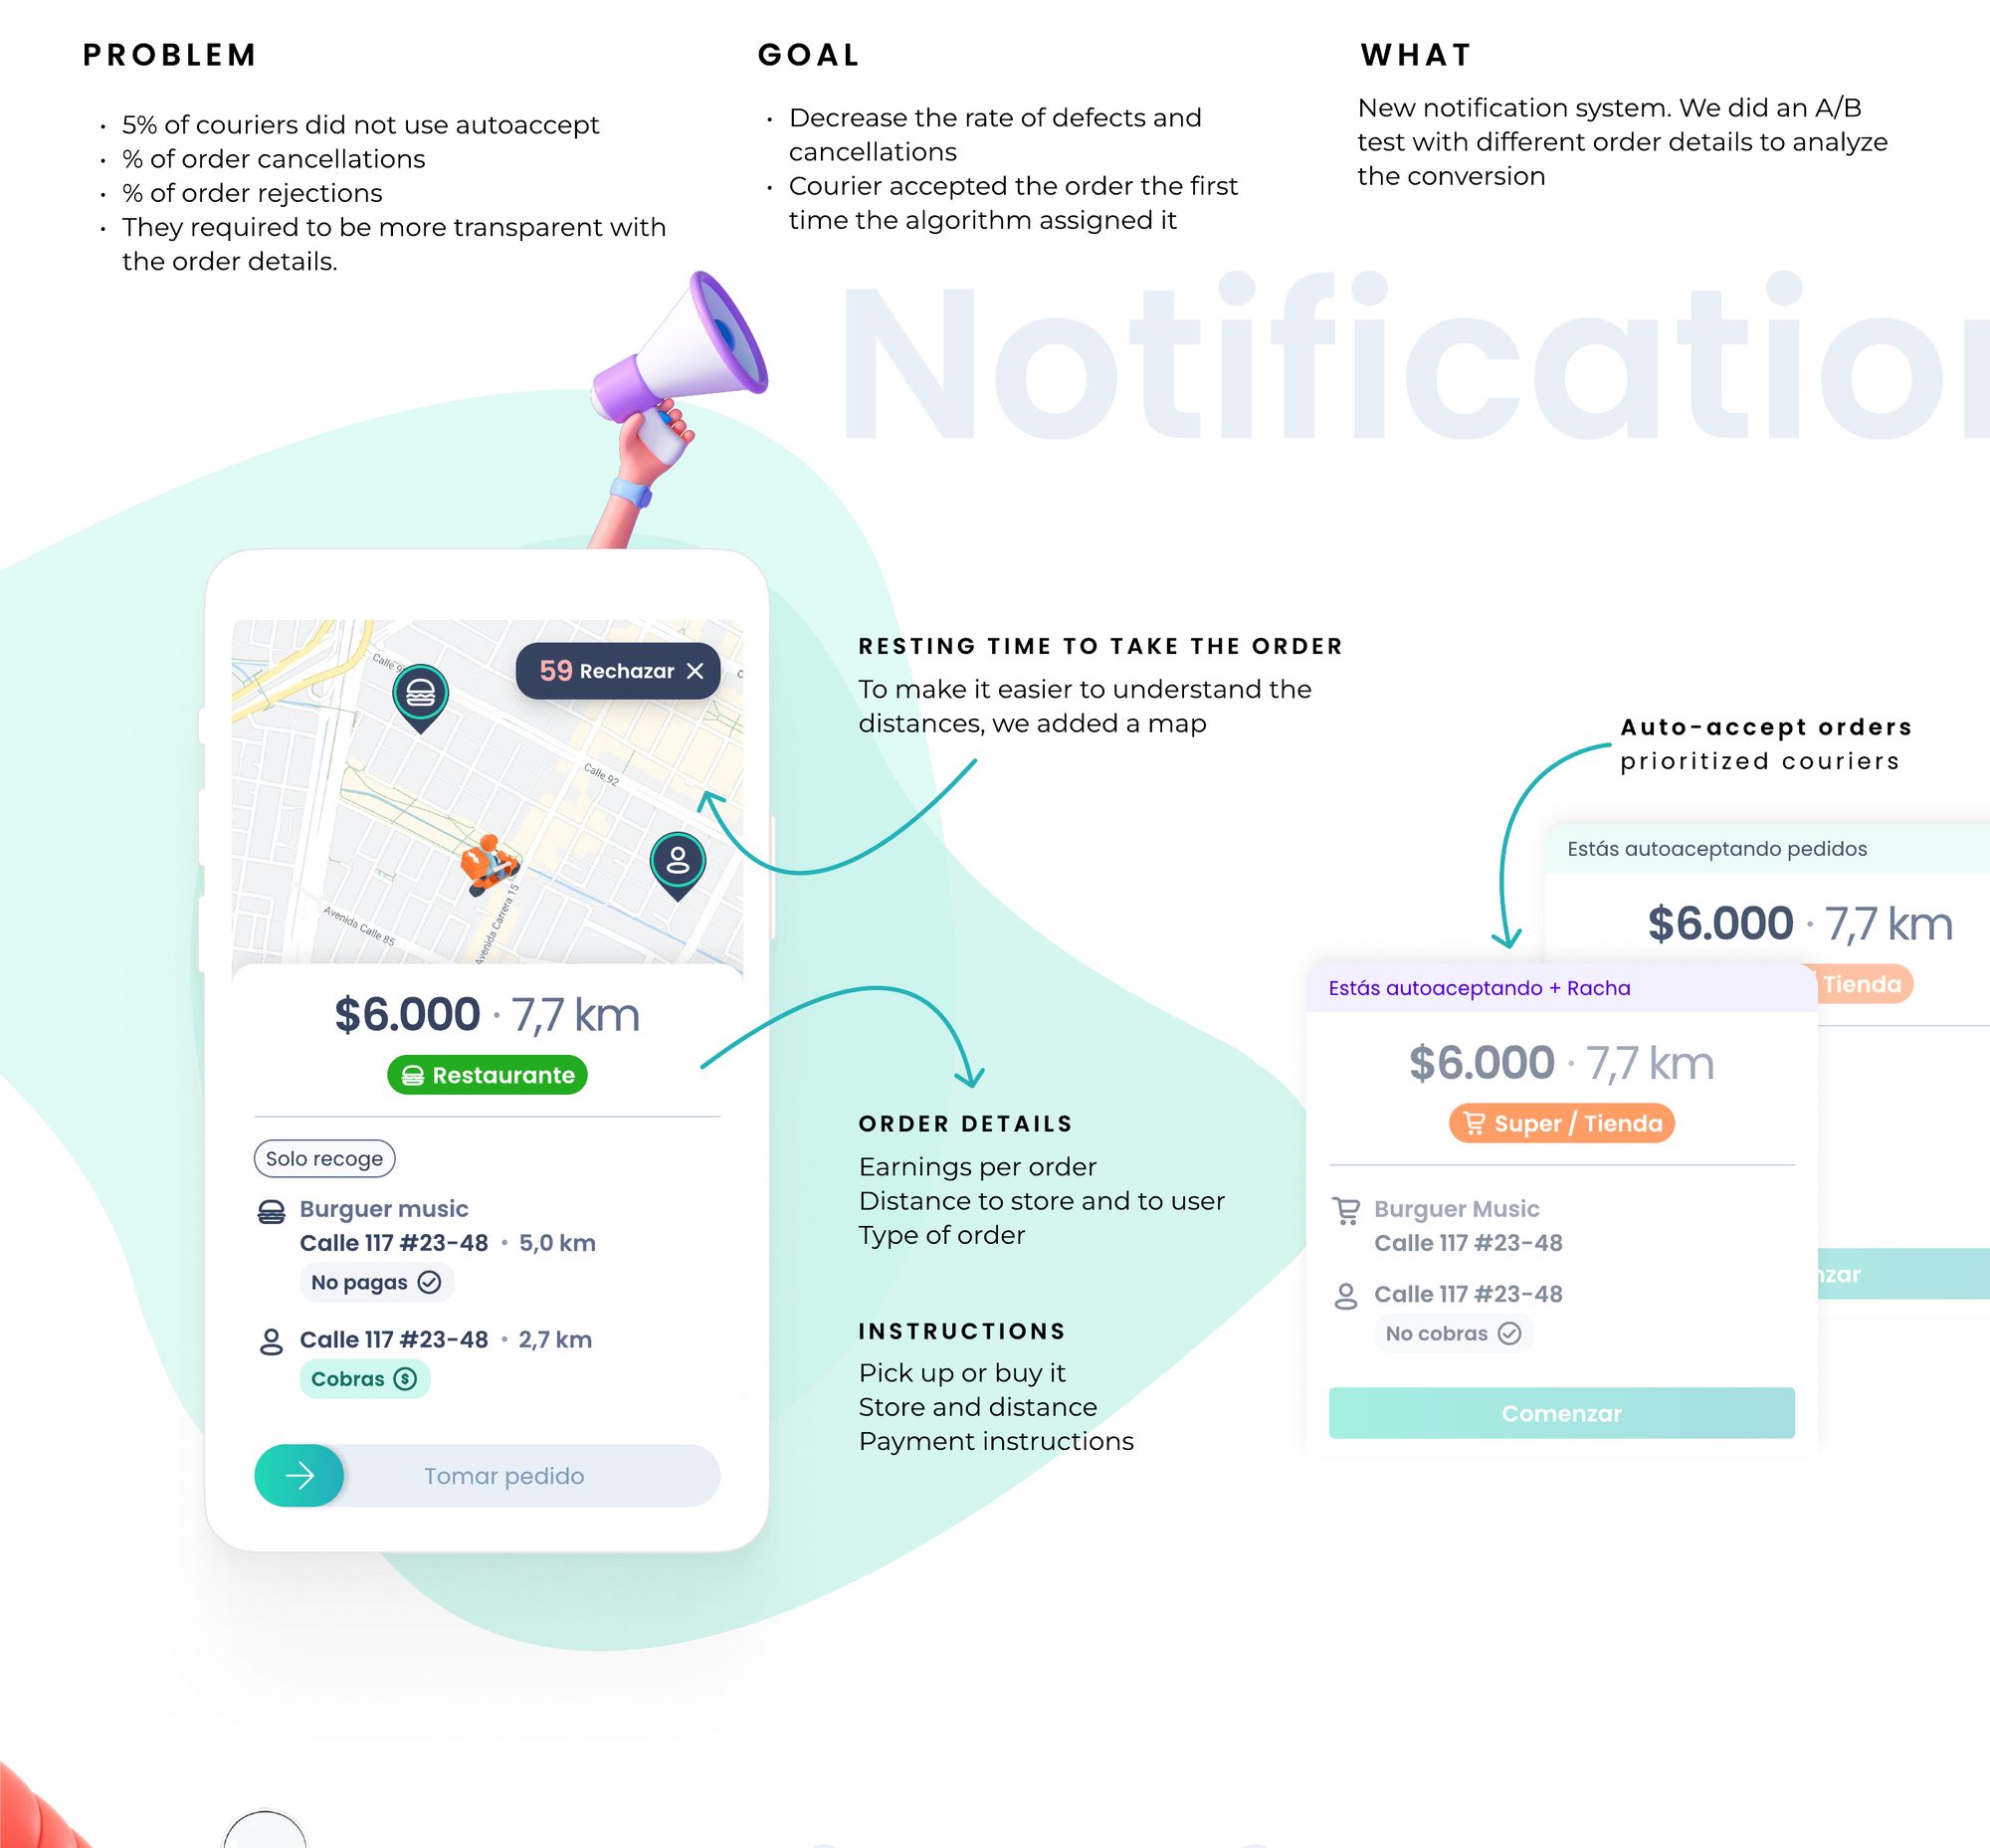 PROBLEM
• 5% of couriers did not use autoaccept
• % of order cancellations
• % of order rejections
• They required to be more transparent with
the order details.
GOAL
• Decrease the rate of defects and
cancellations
• Courier accepted the order the first
time the algorithm assigned it
WHAT
New notification system. We did an A/B
test with different order details to analyze
the conversion
Notification
59 Rechazar
Calle 92
Avenida Calle 85
Avenida Carrera 15
$6.000 · 7,7 km
Restaurante
Solo recoge
Burguer music
Calle 117 #23-48 • 5,0 km
No pagas
Calle 117 #23-48 • 2,7 km
Cobras
Tomar pedido
RESTING TIME TO TAKE THE ORDER
To make it easier to understand the
distances, we added a map
ORDER DETAILS
Earnings per order
Distance to store and to user
Type of order
INSTRUCTIONS
Pick up or buy it
Store and distance
Payment instructions
Auto-accept orders
prioritized couriers
Estás autoaceptando pedidos
$6.000 · 7,7 km
Tienda
nzar
Estás autoaceptando + Racha
$6.000 · 7,7 km
Super / Tienda
Burguer Music
Calle 117 #23-48
Calle 117 #23-48
No cobras
Comenzar